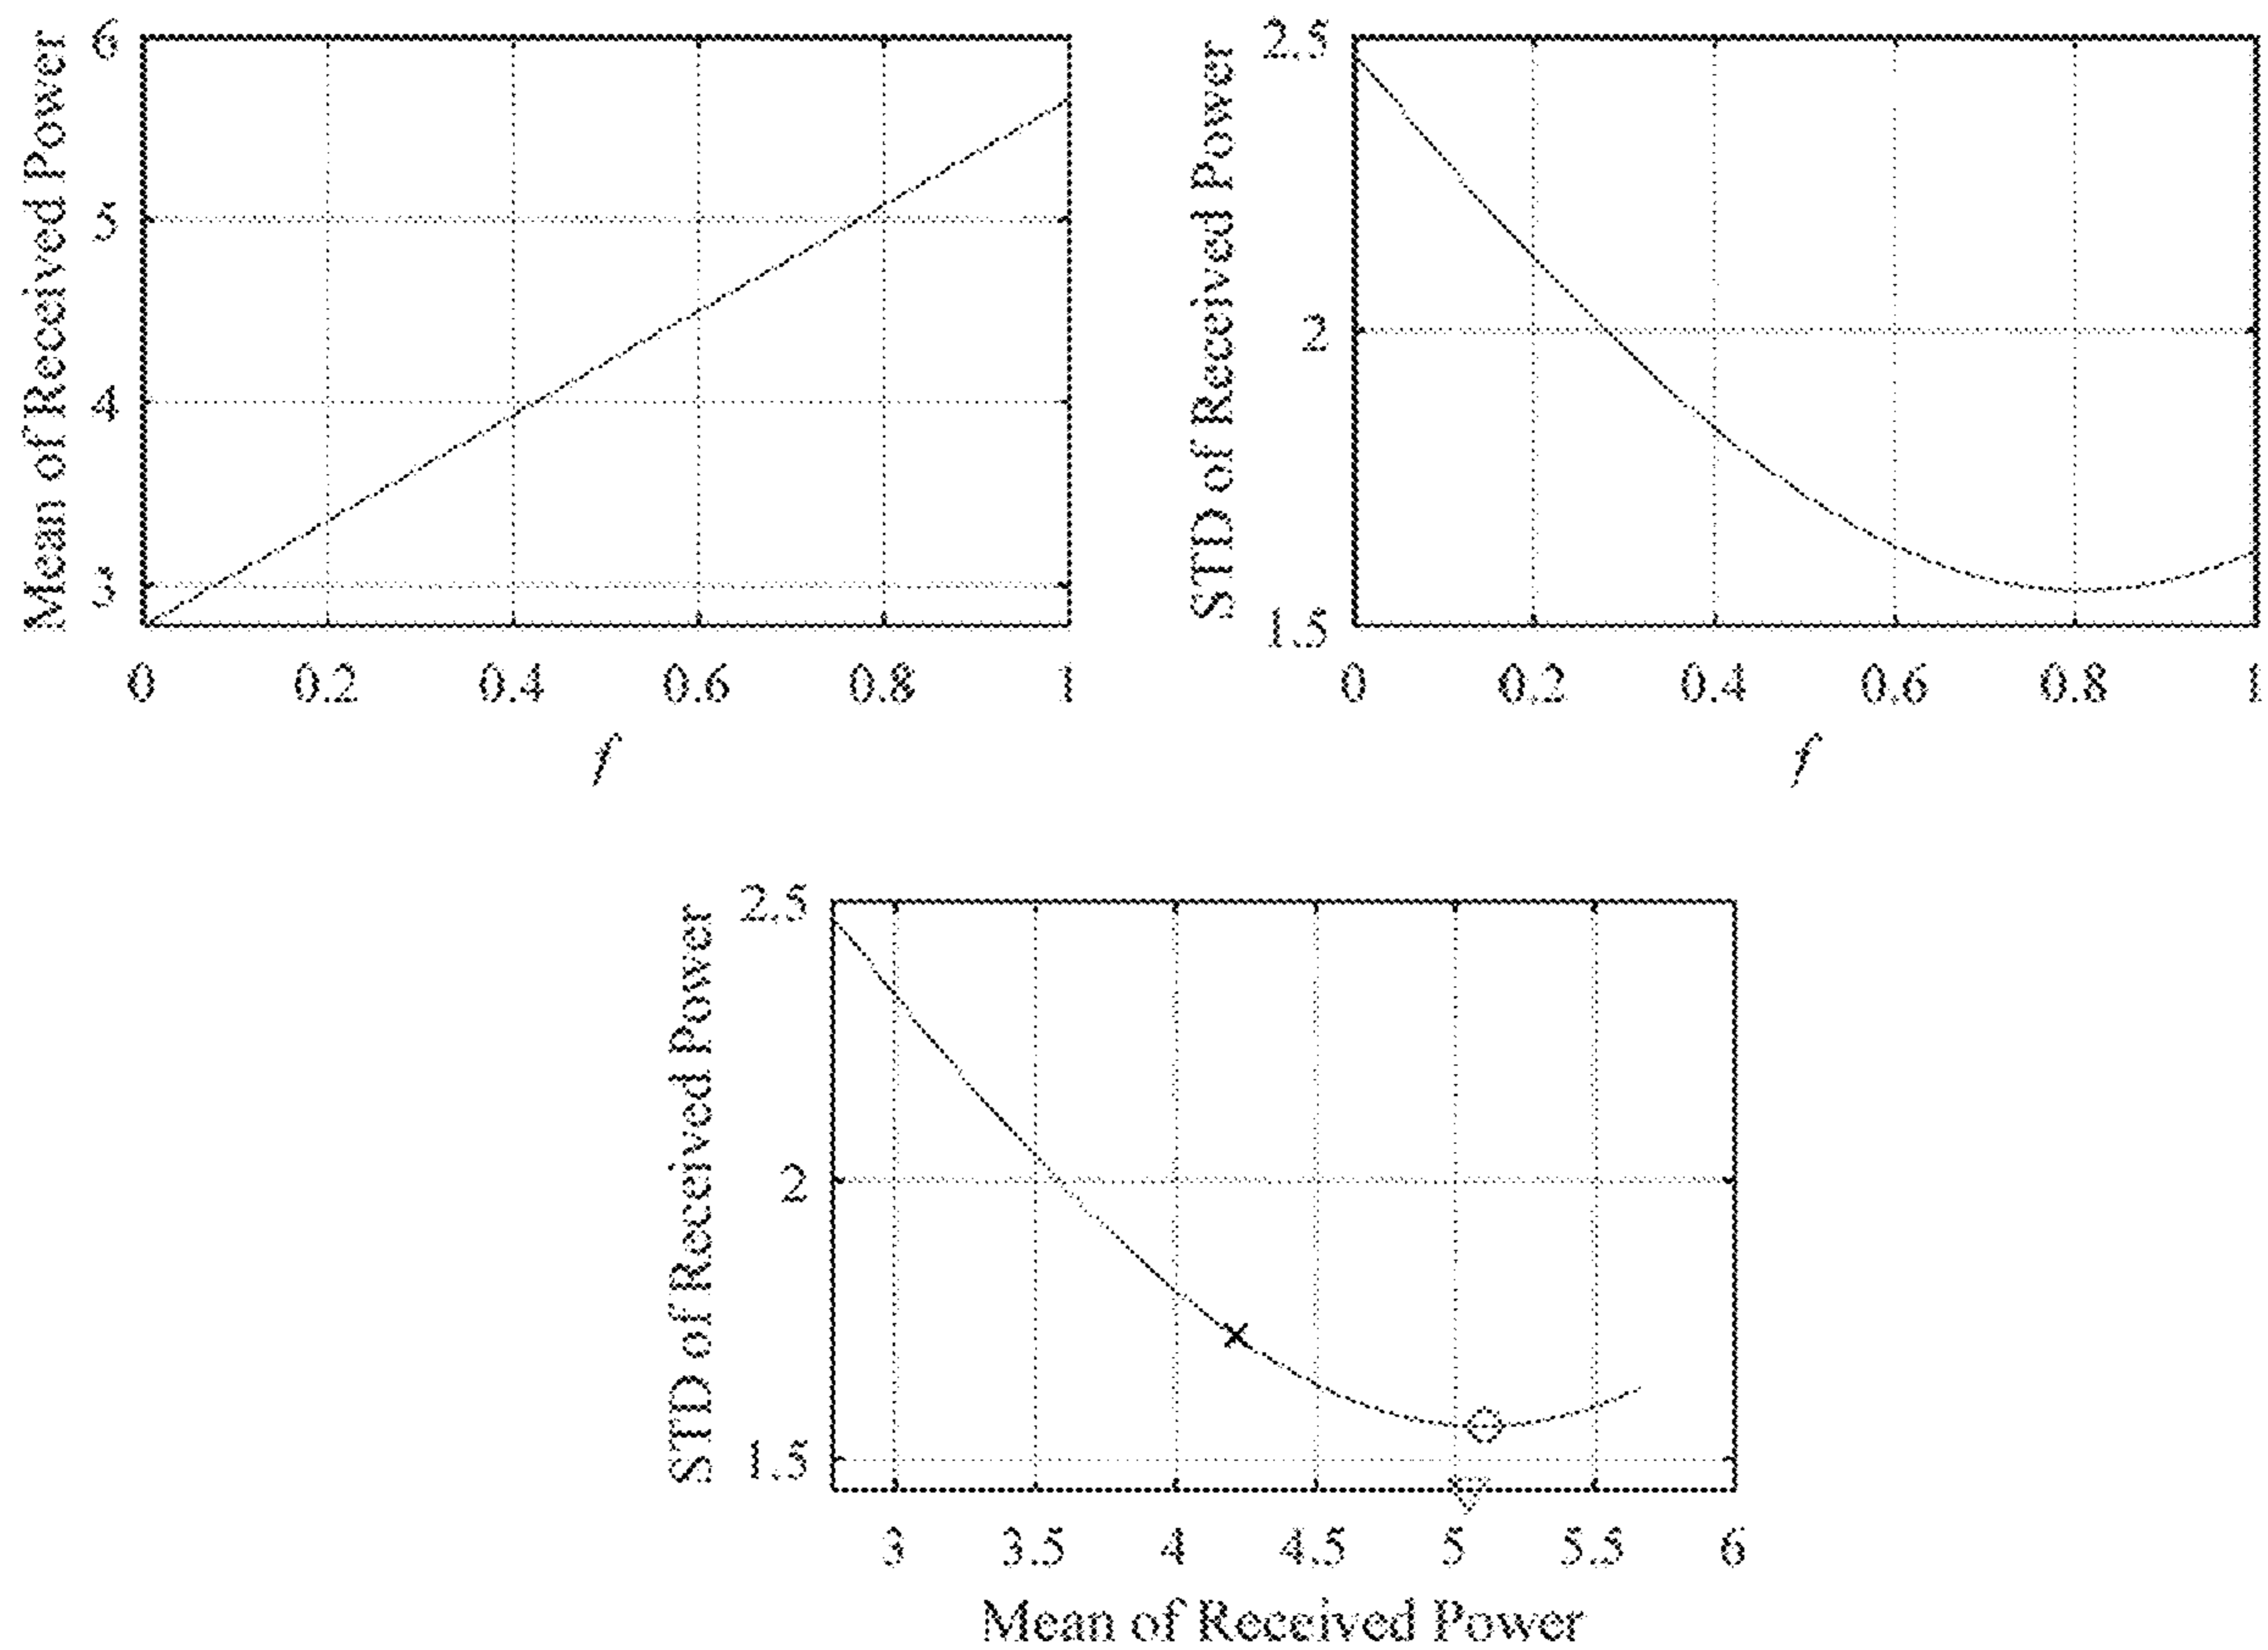 Mean of Received Power
6
5
4
3
0 0.2 0.4 0.6 0.8 1
f
STD of Received Power
2.5
2
1.5
0 0.2 0.4 0.6 0.8 1
f
STD of Received Power
2.5
2
1.5
3 3.5 4 4.5 5 5.5 6
Mean of Received Power